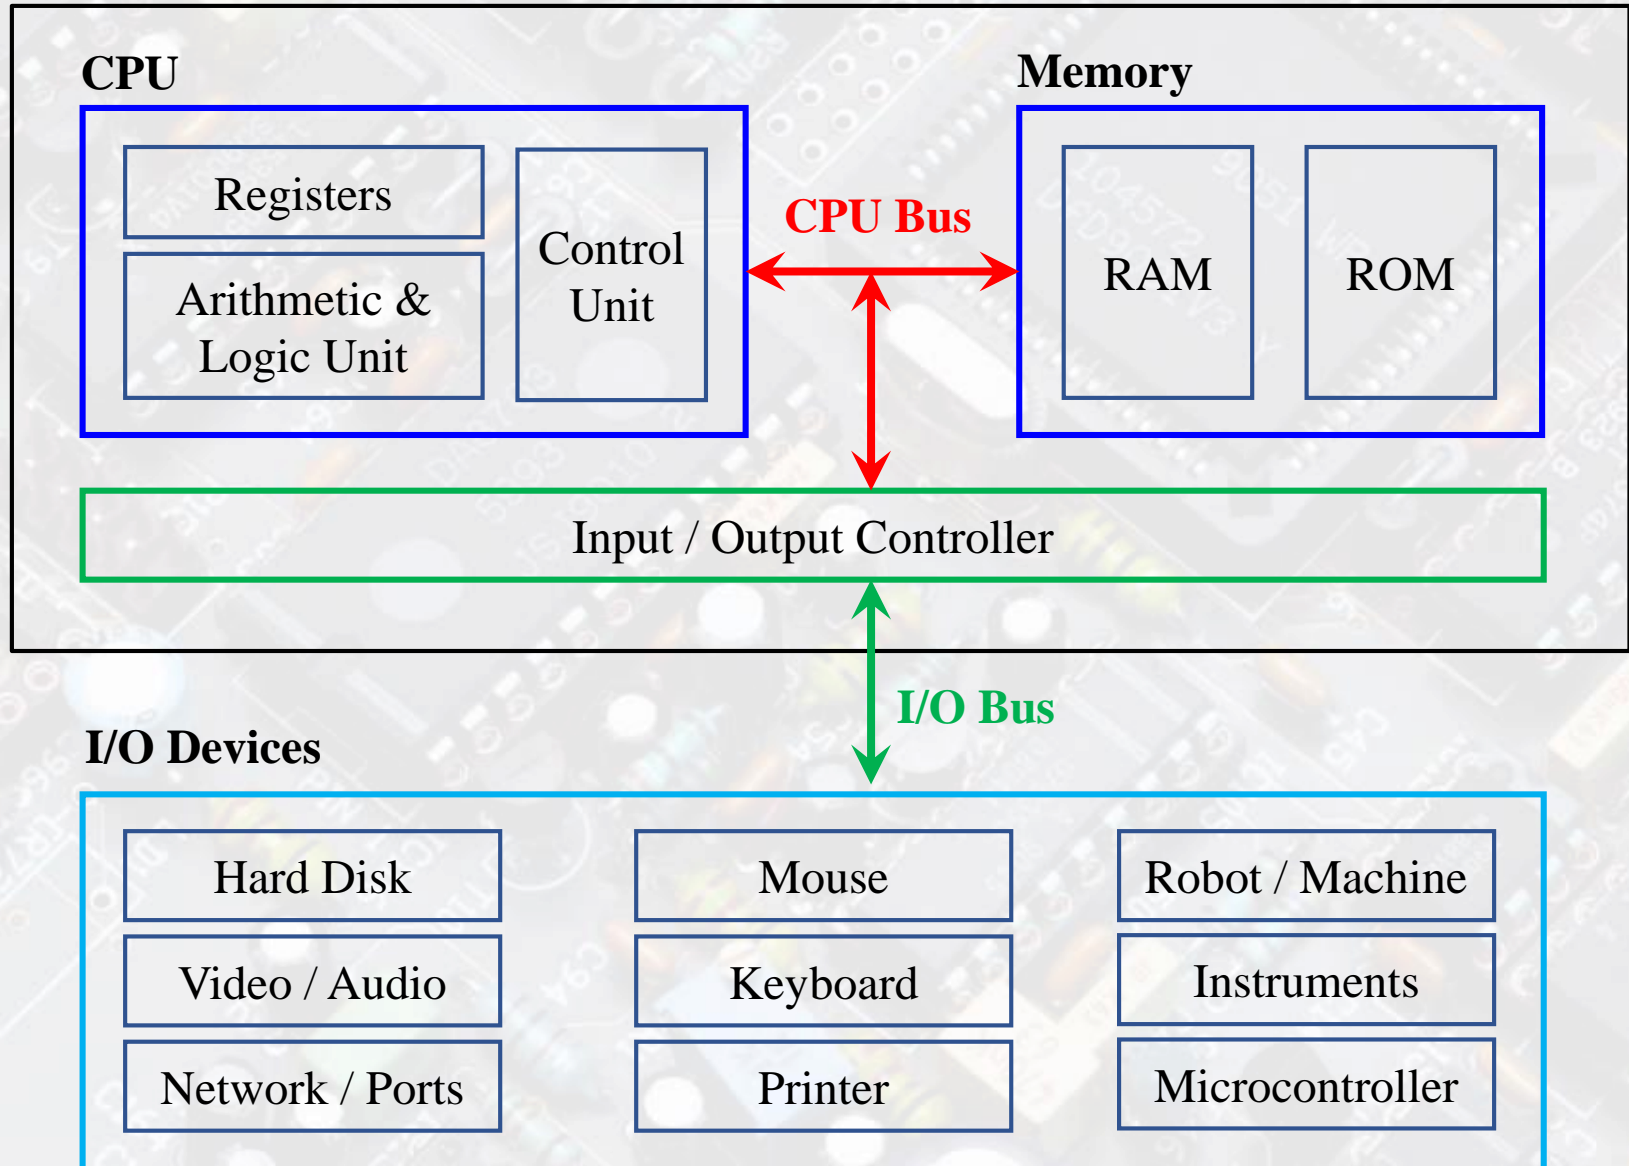 CPU
Memory
Registers
Arithmetic &
Logic Unit
Control
Unit
CPU Bus
RAM
ROM
Input / Output Controller
I/O Bus
I/O Devices
Hard Disk
Mouse
Robot / Machine
Video / Audio
Keyboard
Instruments
Network / Ports
Printer
Microcontroller